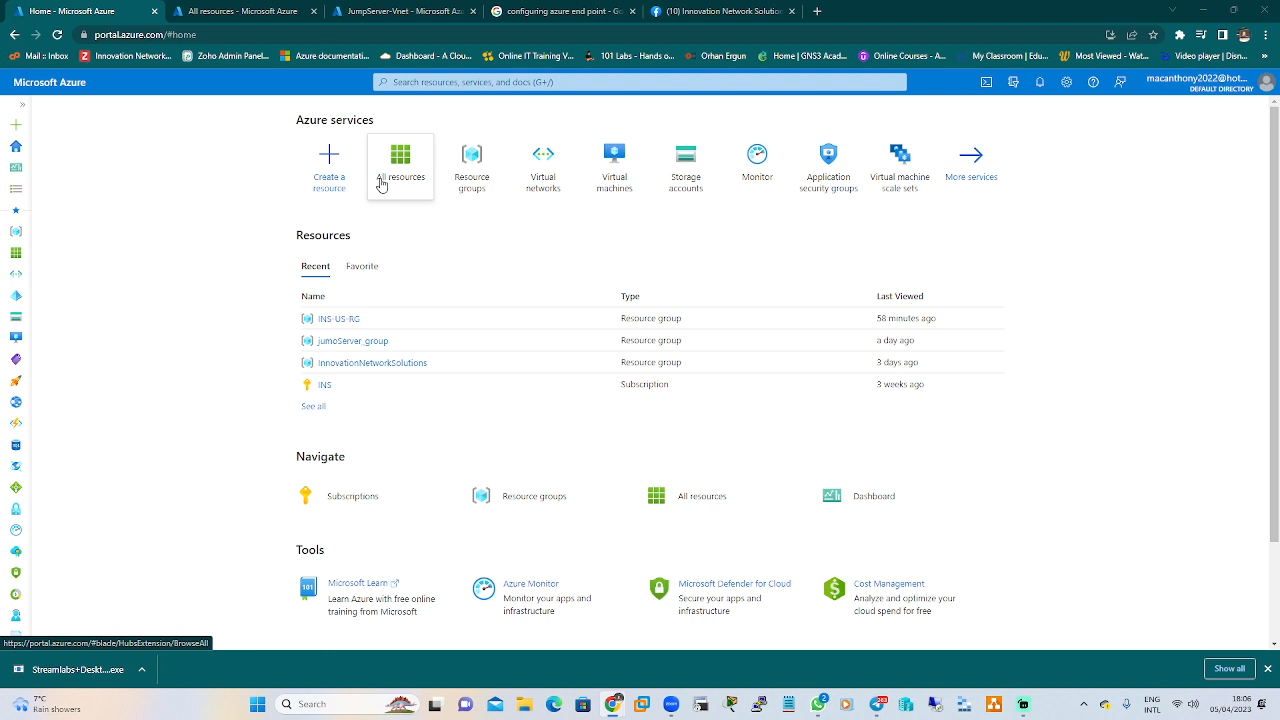 Home - Microsoft Azure
All resources - Microsoft Azure
JumpServer-Vnet - Microsoft Az
configuring azure end point - Go
(10) Innovation Network Solution
portal.azure.com/#home
Mail :: Inbox
Innovation Network...
Zoho Admin Panel...
Azure documentati...
Dashboard - A Clou...
Online IT Training V...
101 Labs - Hands o...
Orhan Ergun
Home | GNS3 Acad...
Online Courses - A...
My Classroom | Edu...
Most Viewed - Wat...
Video player | Disn...
Microsoft Azure
Search resources, services, and docs (G+/)
macanthony2022@hot...
DEFAULT DIRECTORY
Azure services
Create a resource
All resources
Resource groups
Virtual networks
Virtual machines
Storage accounts
Monitor
Application security groups
Virtual machine scale sets
More services
Resources
Recent
Favorite
Name
Type
Last Viewed
INS-US-RG
Resource group
58 minutes ago
jumoServer_group
Resource group
a day ago
InnovationNetworkSolutions
Resource group
3 days ago
INS
Subscription
3 weeks ago
See all
Navigate
Subscriptions
Resource groups
All resources
Dashboard
Tools
Microsoft Learn
Learn Azure with free online
training from Microsoft
Azure Monitor
Monitor your apps and
infrastructure
Microsoft Defender for Cloud
Secure your apps and
infrastructure
Cost Management
Analyze and optimize your
cloud spend for free
https://portal.azure.com/#blade/HubsExtension/BrowseAll
Streamlabs+Deskt....exe
Show all
7°C
Rain showers
Search
ENG
INTL
18:06
05/04/2023